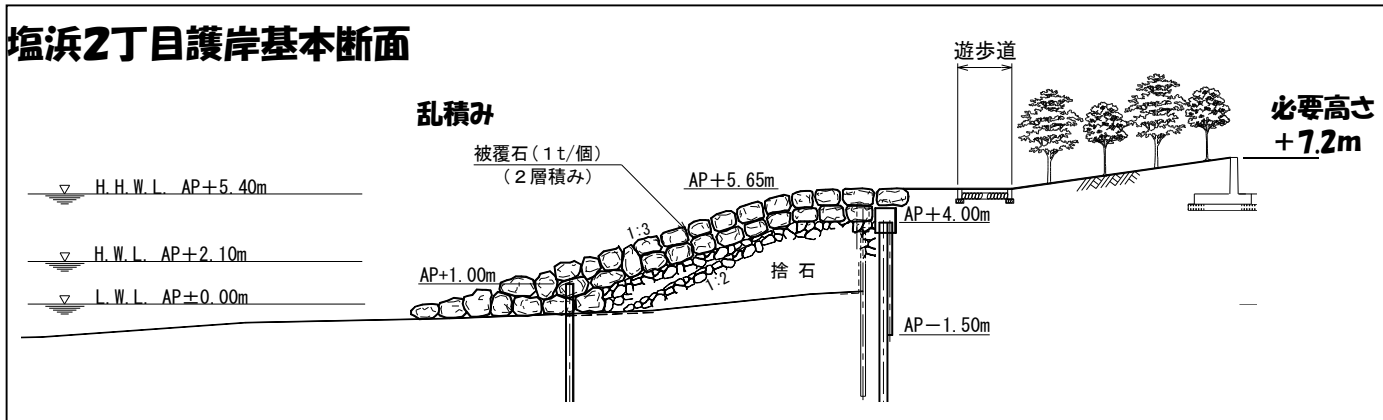 塩浜2丁目護岸基本断面
遊歩道
乱積み
必要高さ
+7.2m
被覆石(1t/個)
(2層積み)
H.H.W.L. AP+5.40m
AP+5.65m
AP+4.00m
1:3
H.W.L. AP+2.10m
AP+1.00m
捨石
1:2
L.W.L. AP±0.00m
AP-1.50m